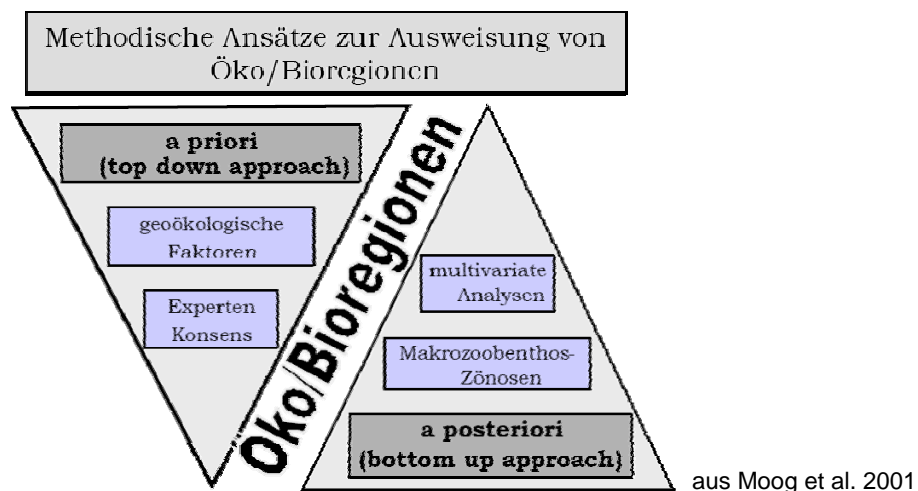 Methodische Ansätze zur Ausweisung von
Öko/Bioregionen
a priori
(top down approach)
geoökologische
Faktoren
Experten
Konsens
Öko/Bioregionen
multivariate
Analysen
Makrozoobenthos-
Zönosen
a posteriori
(bottom up approach)
aus Moog et al. 2001